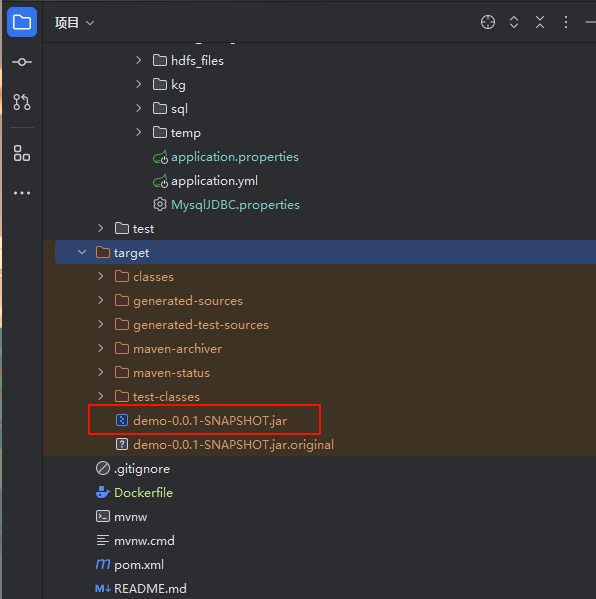 项目
hdfs_files
kg
sql
temp
application.properties
application.yml
MysqlJDBC.properties
test
target
classes
generated-sources
generated-test-sources
maven-archiver
maven-status
test-classes
demo-0.0.1-SNAPSHOT.jar
demo-0.0.1-SNAPSHOT.jar.original
.gitignore
Dockerfile
mvnw
mvnw.cmd
pom.xml
README.md